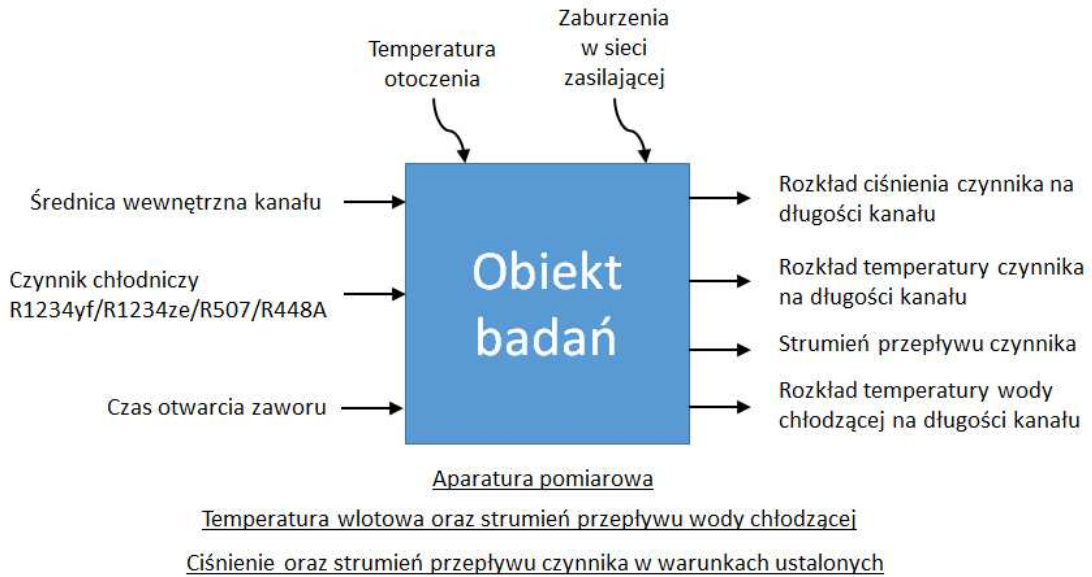 Temperatura
otoczenia
Zaburzenia
w sieci
zasilającej
Średnica wewnętrzna kanału
Czynnik chłodniczy
R1234yf/R1234ze/R507/R448A
Czas otwarcia zaworu
Obiekt
badań
Rozkład ciśnienia czynnika na
długości kanału
Rozkład temperatury czynnika
na długości kanału
Strumień przepływu czynnika
Rozkład temperatury wody
chłodzącej na długości kanału
Aparatura pomiarowa
Temperatura wlotowa oraz strumień przepływu wody chłodzącej
Ciśnienie oraz strumień przepływu czynnika w warunkach ustalonych